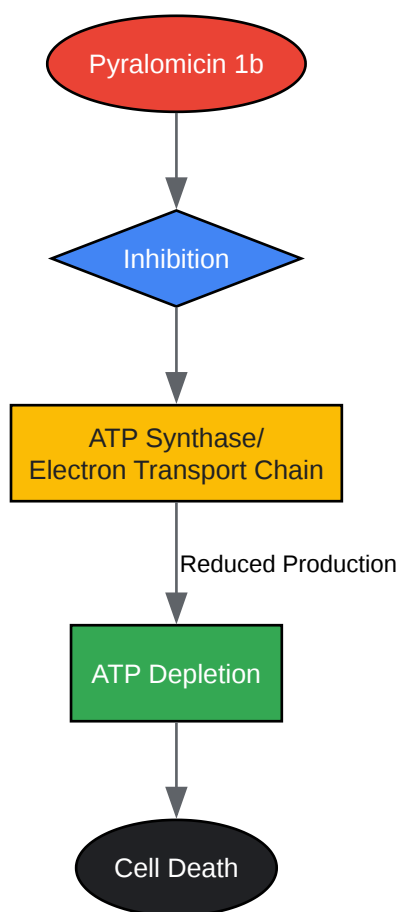 Pyralomicin 1b
Inhibition
ATP Synthase/
Electron Transport Chain
Reduced Production
ATP Depletion
Cell Death